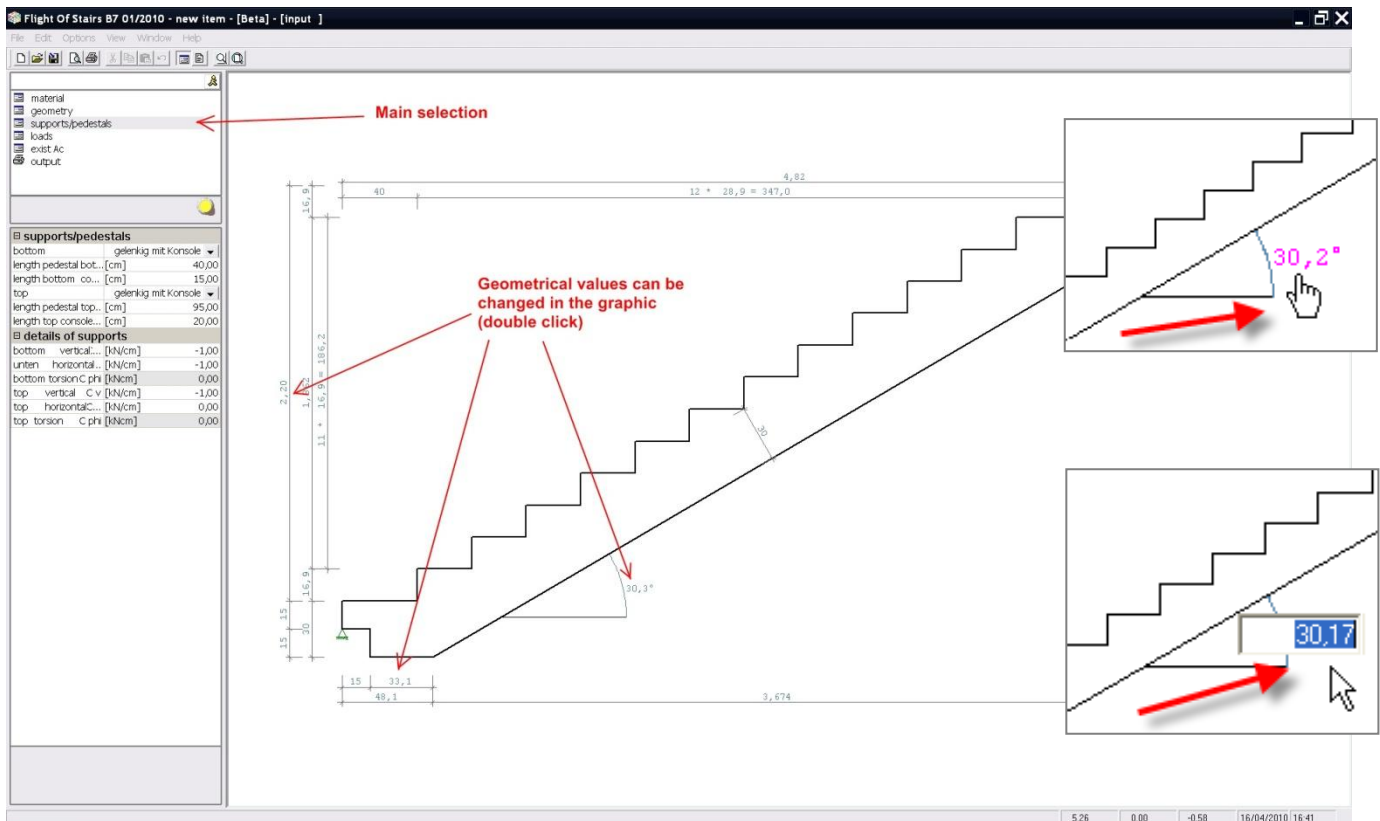 Flight Of Stairs B7 01/2010 - new item - [Beta] - [input ]
File Edit Options View Window Help
material
geometry
supports/pedestals
loads
exist Ac
output
Main selection
supports/pedestals
bottom gelenkig mit Konsole
length pedestal bot... [cm] 40,00
length bottom co... [cm] 15,00
top gelenkig mit Konsole
length pedestal top.. [cm] 95,00
length top console... [cm] 20,00
details of supports
bottom vertical... [kN/cm] -1,00
unten horizontal.. [kN/cm] -1,00
bottom torsion C phi [kNcm] 0,00
top vertical C v [kN/cm] -1,00
top horizontalC... [kN/cm] 0,00
top torsion C phi [kNcm] 0,00
4,82
40
12 * 28,9 = 347,0
16,9
Geometrical values can be
changed in the graphic
(double click)
2,20
11 * 16,9 = 186,2
30
30,3°
16,9
15
30
15
15 33,1
48,1
3,674
30,2°
30,17
5.26 0.00 -0.58 16/04/2010 16:41